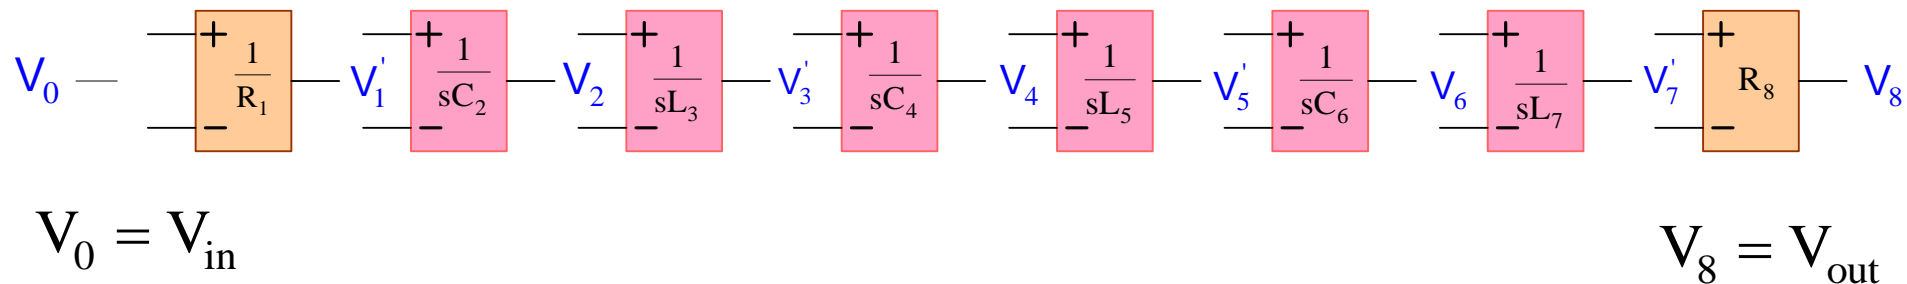 V₀ + − 1/R₁ V₁' + − 1/sC₂ V₂ + − 1/sL₃ V₃' + − 1/sC₄ V₄ + − 1/sL₅ V₅' + − 1/sC₆ V₆ + − 1/sL₇ V₇' + − R₈ V₈
V₀ = Vᵢₙ
V₈ = Vₒᵤₜ